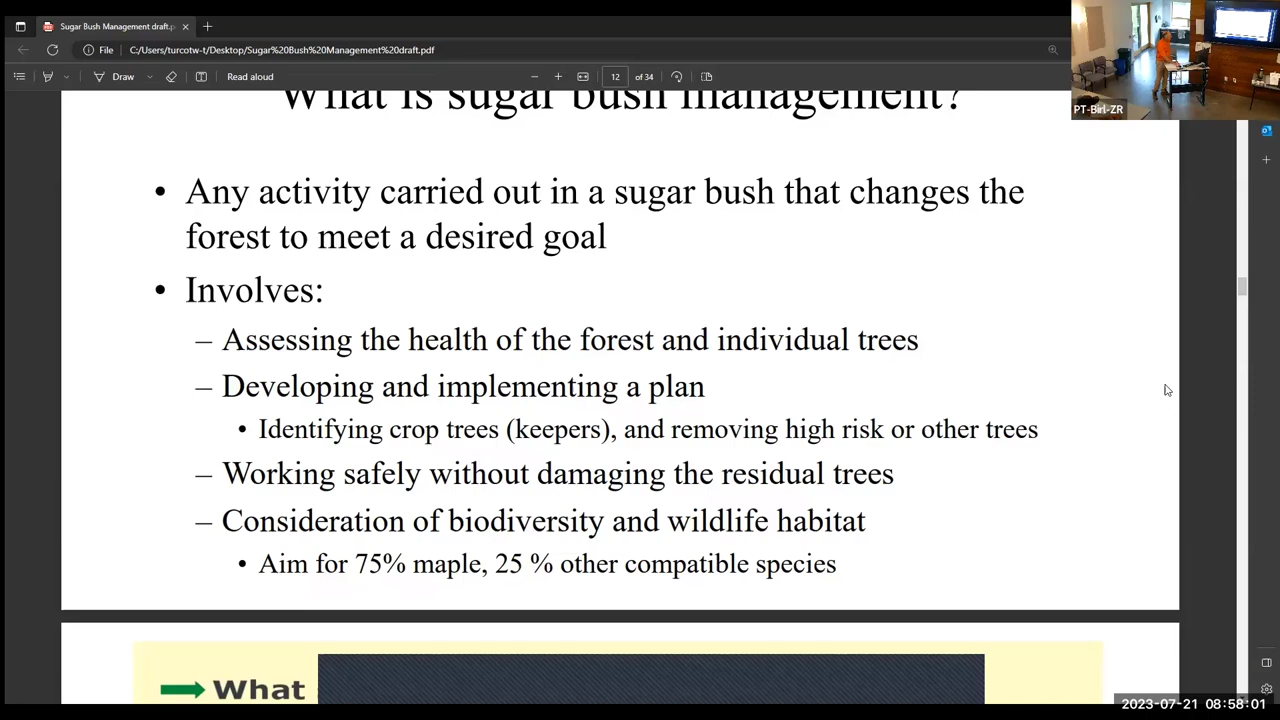 Sugar Bush Management draft.p
File
C:/Users/turcotw-t/Desktop/Sugar%20Bush%20Management%20draft.pdf
Draw
Read aloud
12 of 34
PT-Birl-ZR
What is sugar bush management?
• Any activity carried out in a sugar bush that changes the
forest to meet a desired goal
• Involves:
– Assessing the health of the forest and individual trees
– Developing and implementing a plan
• Identifying crop trees (keepers), and removing high risk or other trees
– Working safely without damaging the residual trees
– Consideration of biodiversity and wildlife habitat
• Aim for 75% maple, 25 % other compatible species
What
2023-07-21 08:58:01